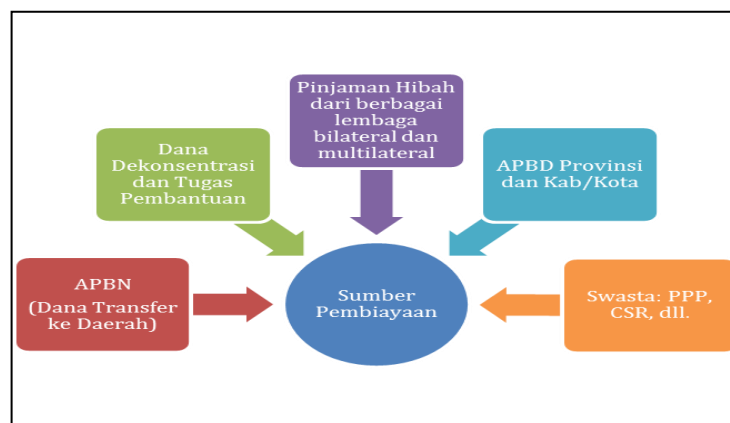 Pinjaman Hibah
dari berbagai
lembaga
bilateral dan
multilateral
Dana
Dekonsentrasi
dan Tugas
Pembantuan
APBD Provinsi
dan Kab/Kota
APBN
(Dana Transfer
ke Daerah)
Sumber
Pembiayaan
Swasta: PPP,
CSR, dll.